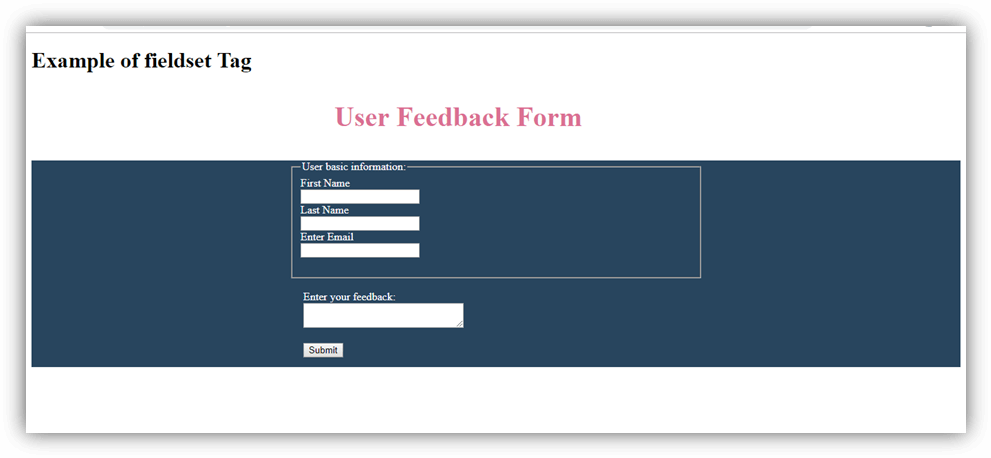 Example of fieldset Tag
User Feedback Form
User basic information:
First Name
Last Name
Enter Email
Enter your feedback:
Submit